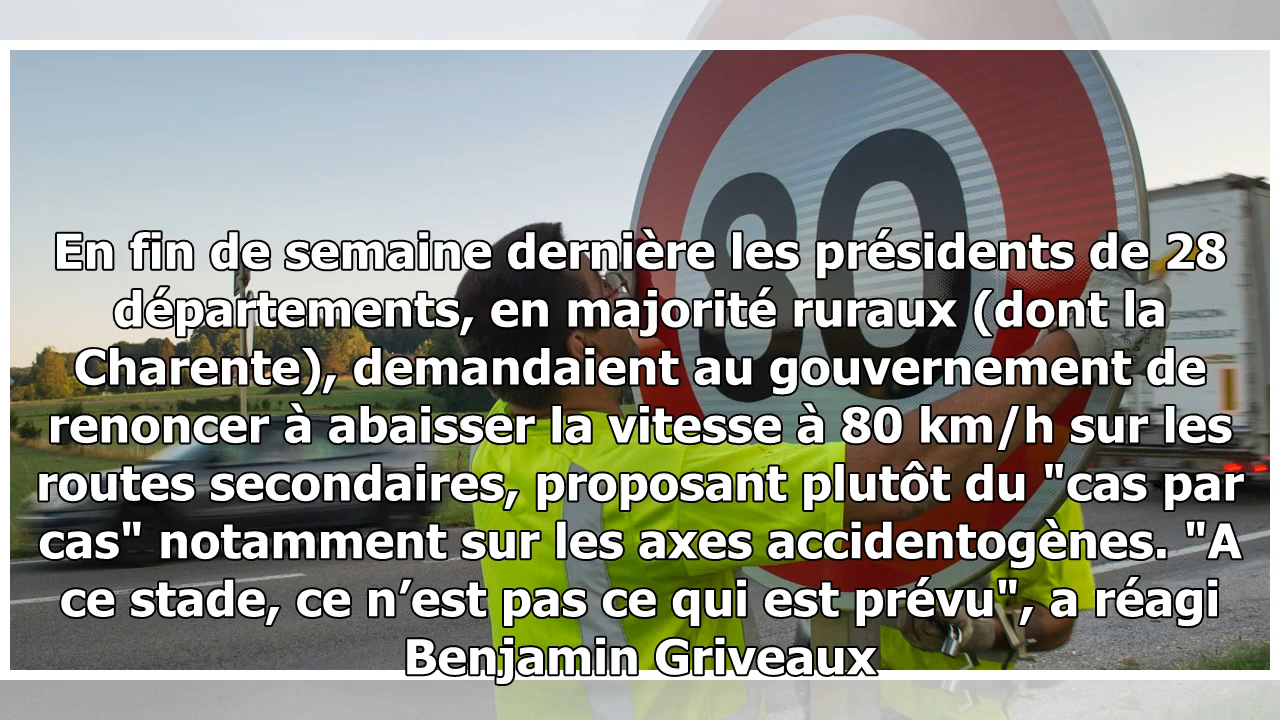 80
En fin de semaine dernière les présidents de 28
départements, en majorité ruraux (dont la
Charente), demandaient au gouvernement de
renoncer à abaisser la vitesse à 80 km/h sur les
routes secondaires, proposant plutôt du "cas par
cas" notamment sur les axes accidentogènes. "A
ce stade, ce n’est pas ce qui est prévu", a réagi
Benjamin Griveaux